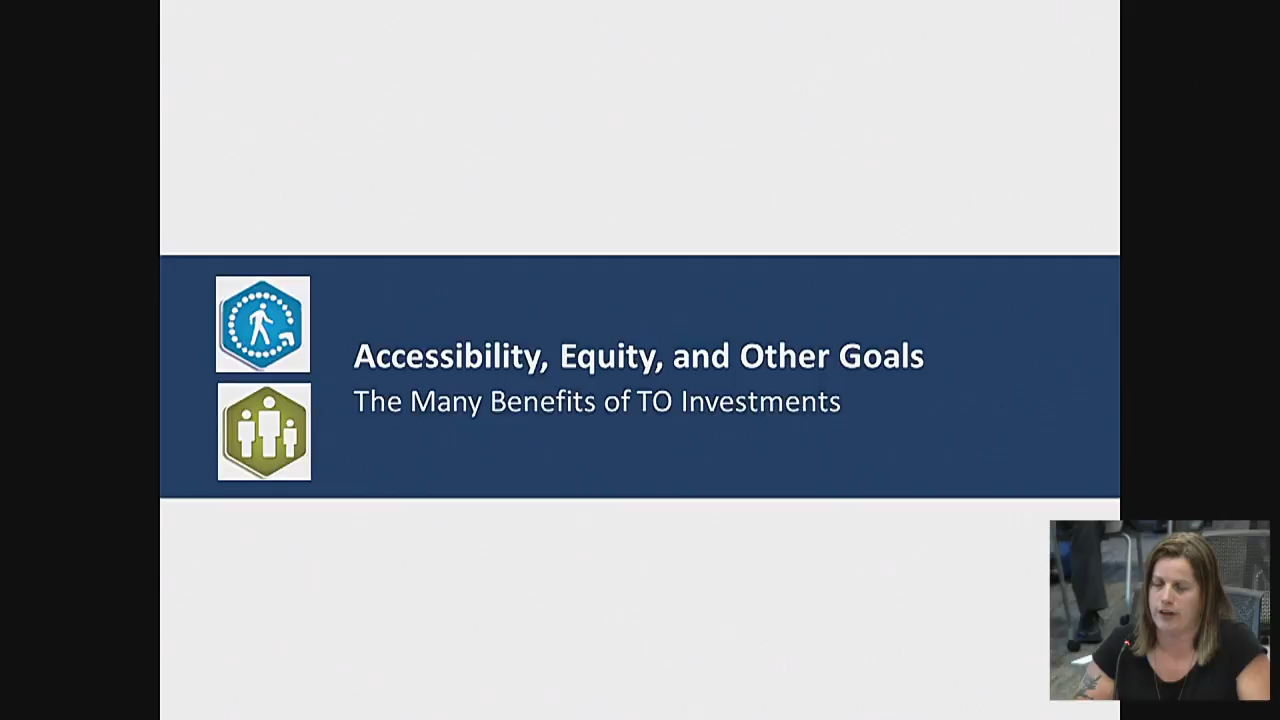 Accessibility, Equity, and Other Goals
The Many Benefits of TO Investments